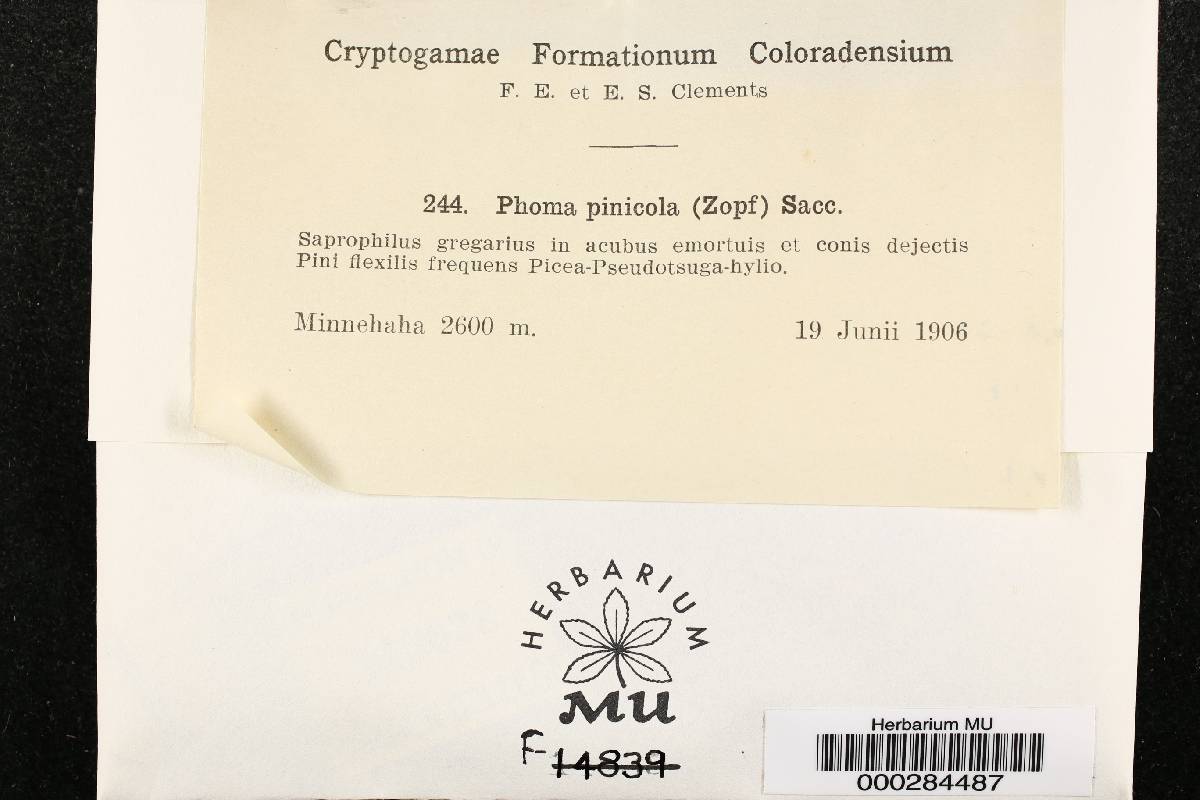 Cryptogamae Formationum Coloradensium
F. E. et E. S. Clements
244. Phoma pinicola (Zopf) Sacc.
Saprophilus gregarius in acubus emortuis et conis dejectis
Pini flexilis frequens Picea-Pseudotsuga-hylio.
Minnehaha 2600 m. 19 Junii 1906
HERBARIUM
MU
F 14839
Herbarium MU
000284487